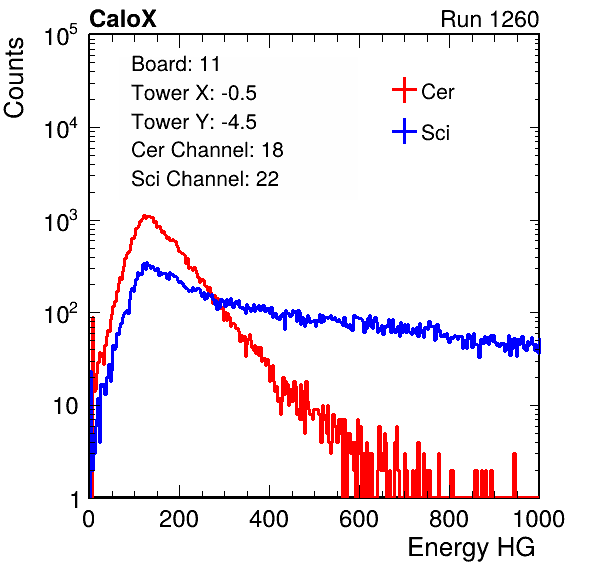 CaloX Run 1260
Counts
Board: 11
Tower X: -0.5
Tower Y: -4.5
Cer Channel: 18
Sci Channel: 22
Cer
Sci
10^5
10^4
10^3
10^2
10
1
0 200 400 600 800 1000
Energy HG